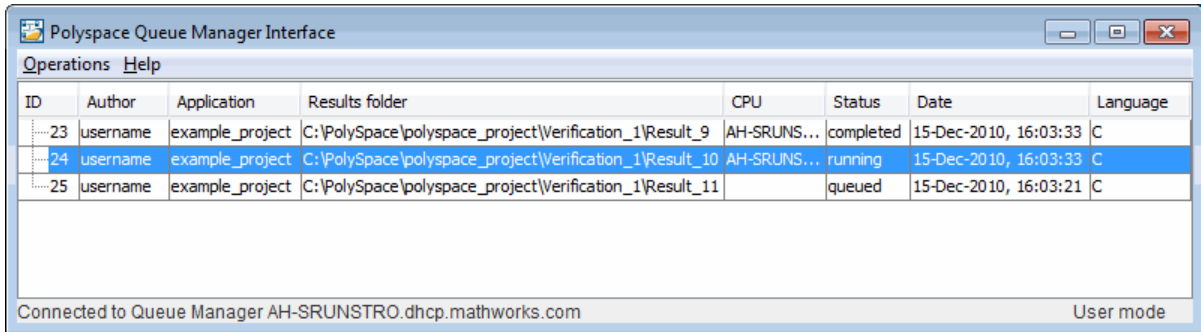 Polyspace Queue Manager Interface
Operations Help
ID Author Application Results folder CPU Status Date Language
23 username example_project C:\PolySpace\polyspace_project\Verification_1\Result_9 AH-SRUNS... completed 15-Dec-2010, 16:03:33 C
24 username example_project C:\PolySpace\polyspace_project\Verification_1\Result_10 AH-SRUNS... running 15-Dec-2010, 16:03:33 C
25 username example_project C:\PolySpace\polyspace_project\Verification_1\Result_11 queued 15-Dec-2010, 16:03:21 C
Connected to Queue Manager AH-SRUNSTRO.dhcp.mathworks.com User mode